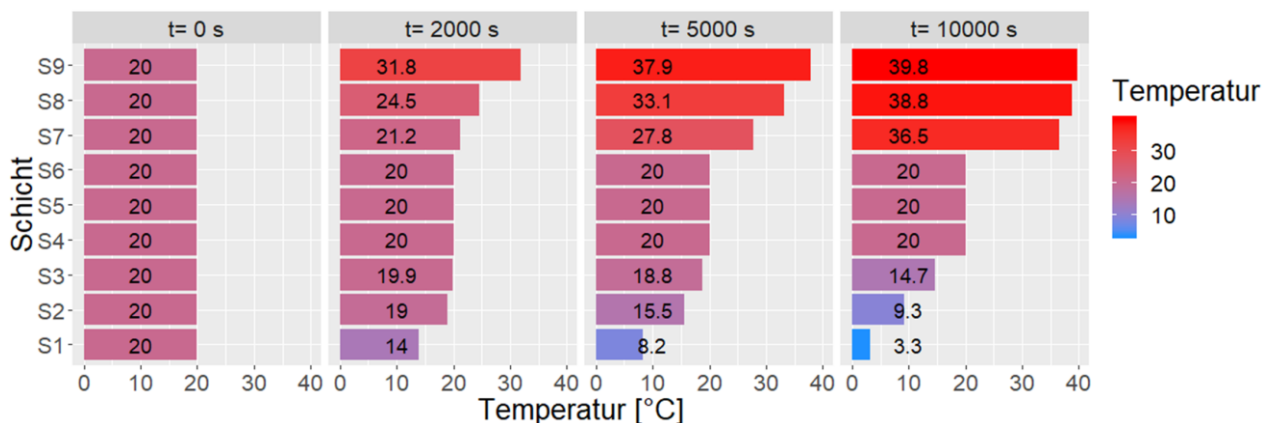 t= 0 s t= 2000 s t= 5000 s t= 10000 s
S9 20 31.8 37.9 39.8
S8 20 24.5 33.1 38.8
S7 20 21.2 27.8 36.5
S6 20 20 20 20
S5 20 20 20 20
S4 20 20 20 20
S3 20 19.9 18.8 14.7
S2 20 19 15.5 9.3
S1 20 14 8.2 3.3
0 10 20 30 40 0 10 20 30 40 0 10 20 30 40 0 10 20 30 40
Temperatur [°C]
Schicht
Temperatur
30
20
10